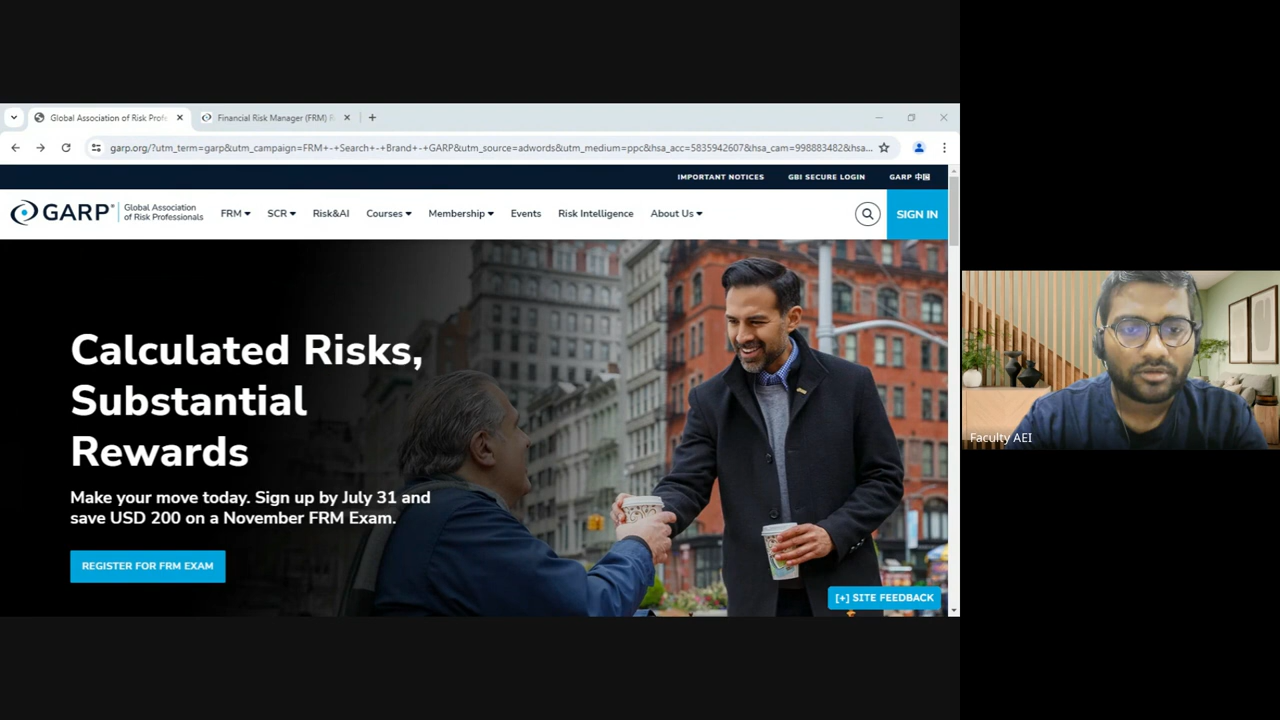 Global Association of Risk Profe
Financial Risk Manager (FRM)
garp.org/?utm_term=garp&utm_campaign=FRM+-+Search+-+Brand+-+GARP&utm_source=adwords&utm_medium=ppc&hsa_acc=5835942607&hsa_cam=998883482&hsa...
IMPORTANT NOTICES GBI SECURE LOGIN GARP 中国
GARP® Global Association
of Risk Professionals
FRM SCR Risk&AI Courses Membership Events Risk Intelligence About Us
SIGN IN
Calculated Risks,
Substantial
Rewards
Make your move today. Sign up by July 31 and
save USD 200 on a November FRM Exam.
REGISTER FOR FRM EXAM
[+] SITE FEEDBACK
Faculty AEI